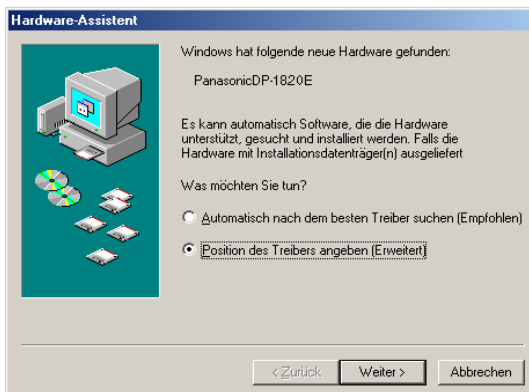 Hardware-Assistent
Windows hat folgende neue Hardware gefunden:
PanasonicDP-1820E
Es kann automatisch Software, die die Hardware
unterstützt, gesucht und installiert werden. Falls die
Hardware mit Installationsdatenträger(n) ausgeliefert
Was möchten Sie tun?
Automatisch nach dem besten Treiber suchen (Empfohlen)
Position des Treibers angeben (Erweitert)
< Zurück
Weiter >
Abbrechen